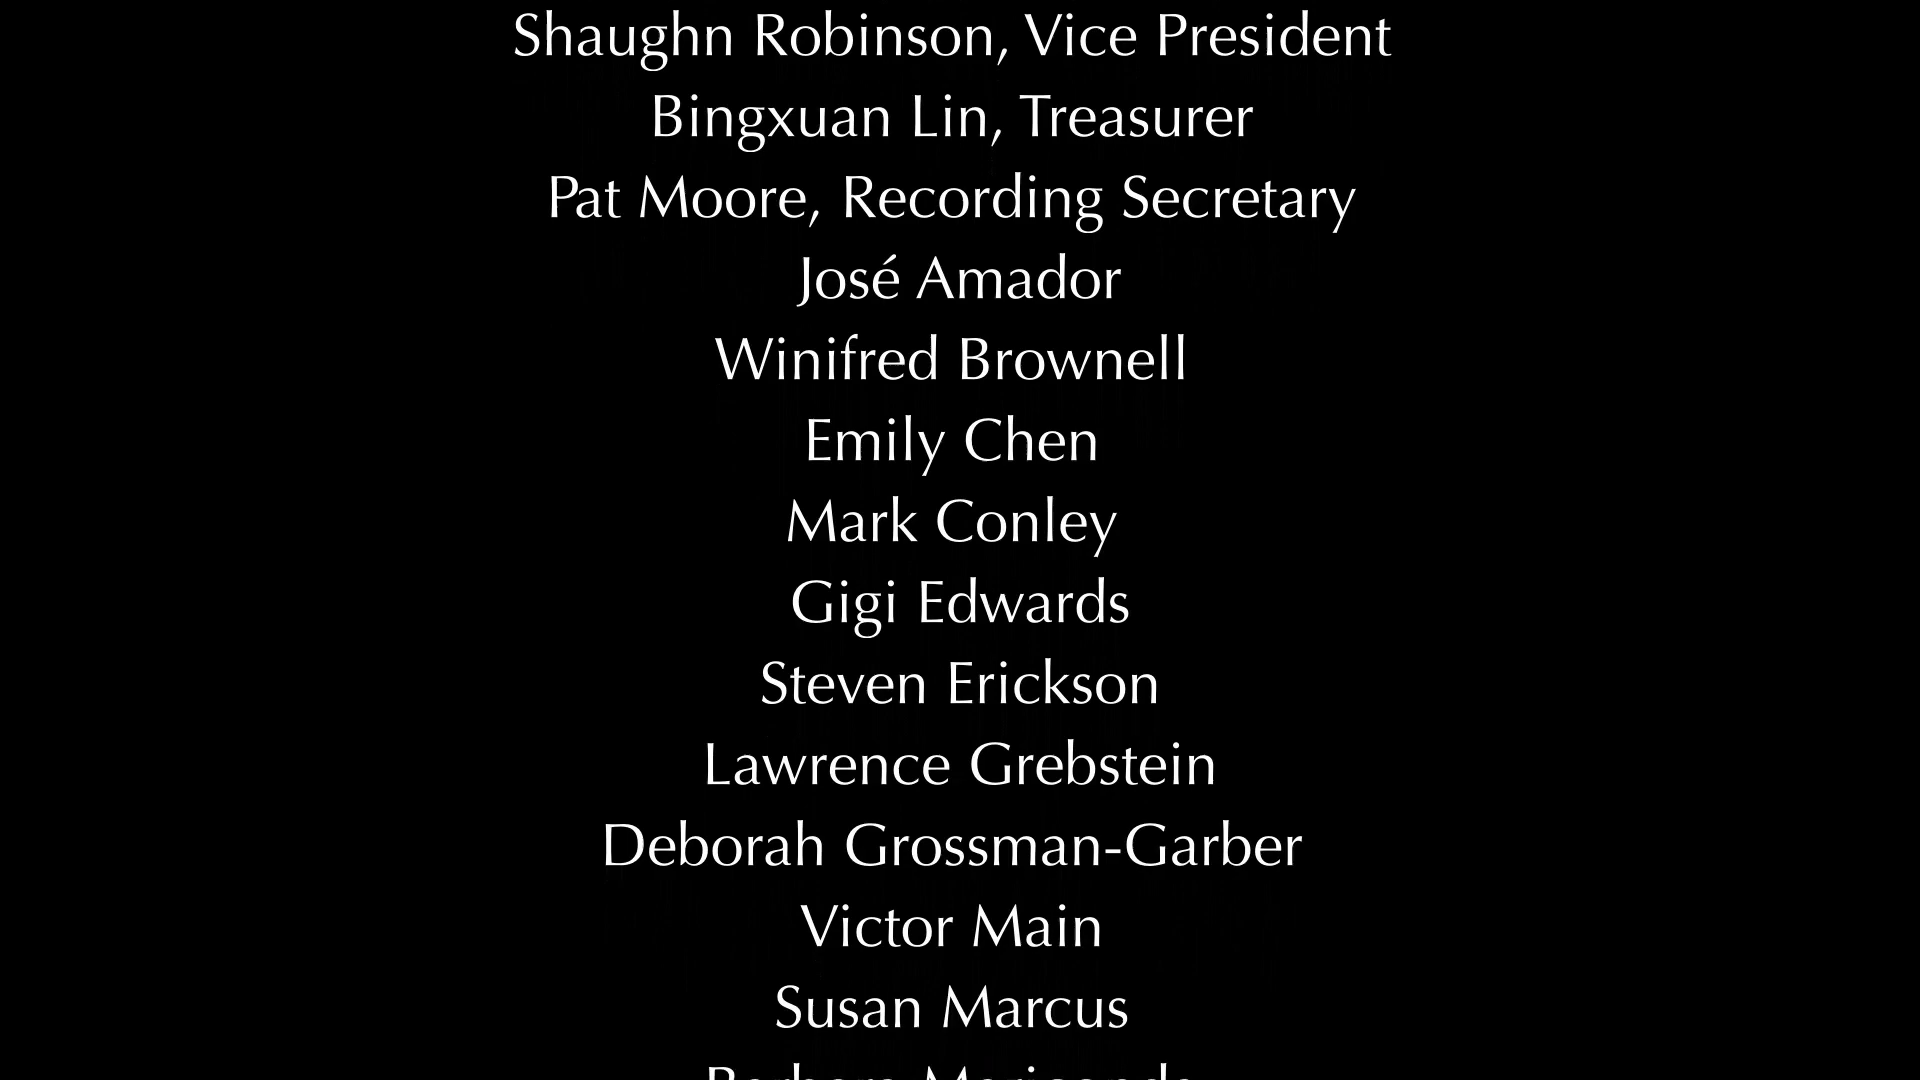 Shaughn Robinson, Vice President
Bingxuan Lin, Treasurer
Pat Moore, Recording Secretary
José Amador
Winifred Brownell
Emily Chen
Mark Conley
Gigi Edwards
Steven Erickson
Lawrence Grebstein
Deborah Grossman-Garber
Victor Main
Susan Marcus
Barbara